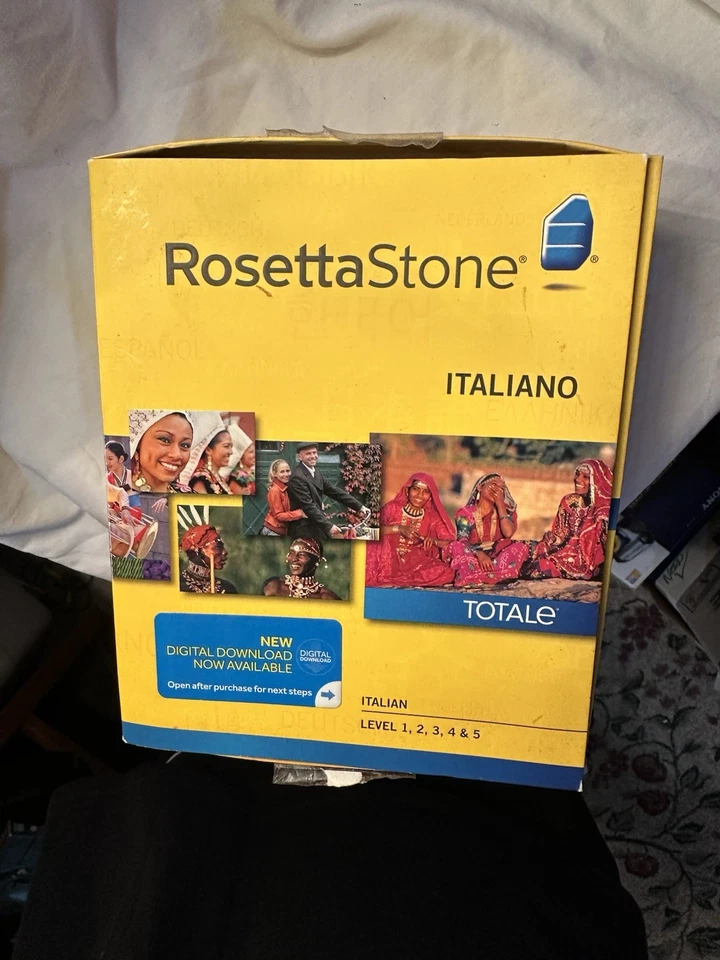 RosettaStone®
®
ITALIANO
ESPAÑOL
TOTALe®
NEW
DIGITAL DOWNLOAD
NOW AVAILABLE
DIGITAL
DOWNLOAD
Open after purchase for next steps
ITALIAN
LEVEL 1, 2, 3, 4 & 5